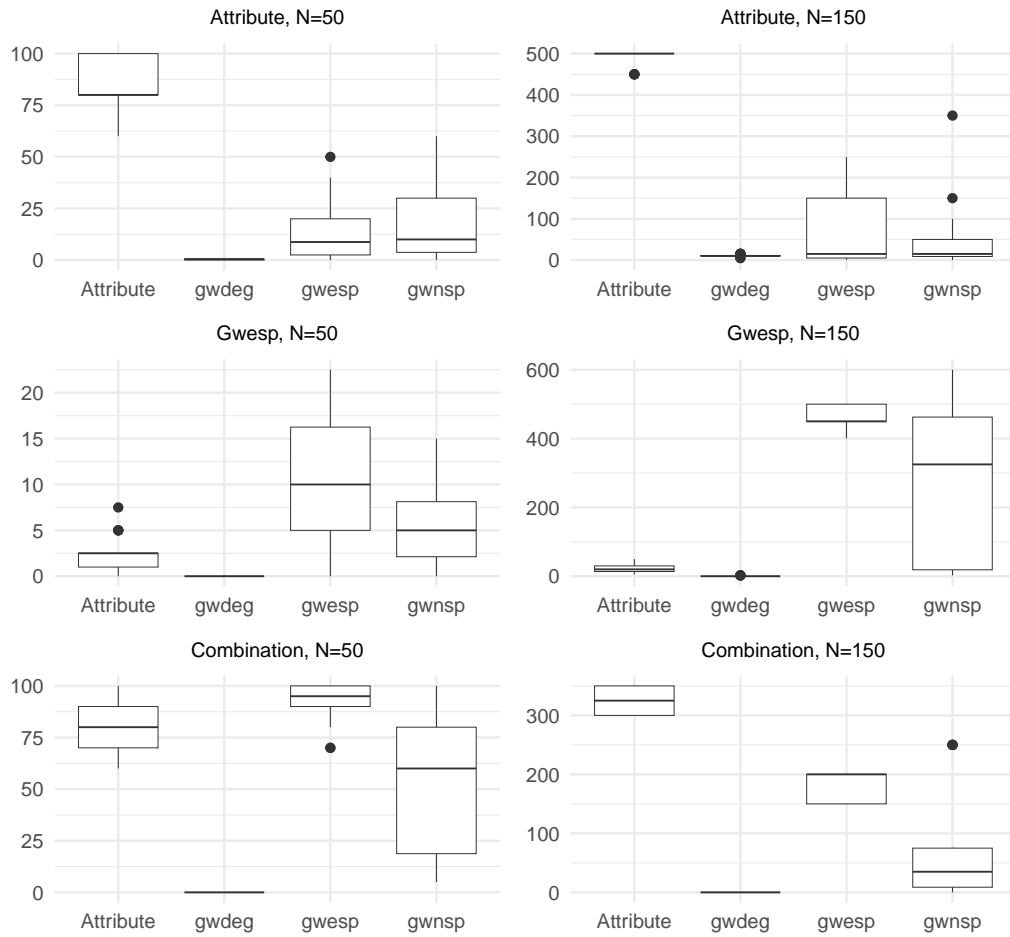 Attribute, N=50
100
75
50
25
0
Attribute gwdeg gwesp gwnsp
Attribute, N=150
500
400
300
200
100
0
Attribute gwdeg gwesp gwnsp
Gwesp, N=50
20
15
10
5
0
Attribute gwdeg gwesp gwnsp
Gwesp, N=150
600
400
200
0
Attribute gwdeg gwesp gwnsp
Combination, N=50
100
75
50
25
0
Attribute gwdeg gwesp gwnsp
Combination, N=150
300
200
100
0
Attribute gwdeg gwesp gwnsp